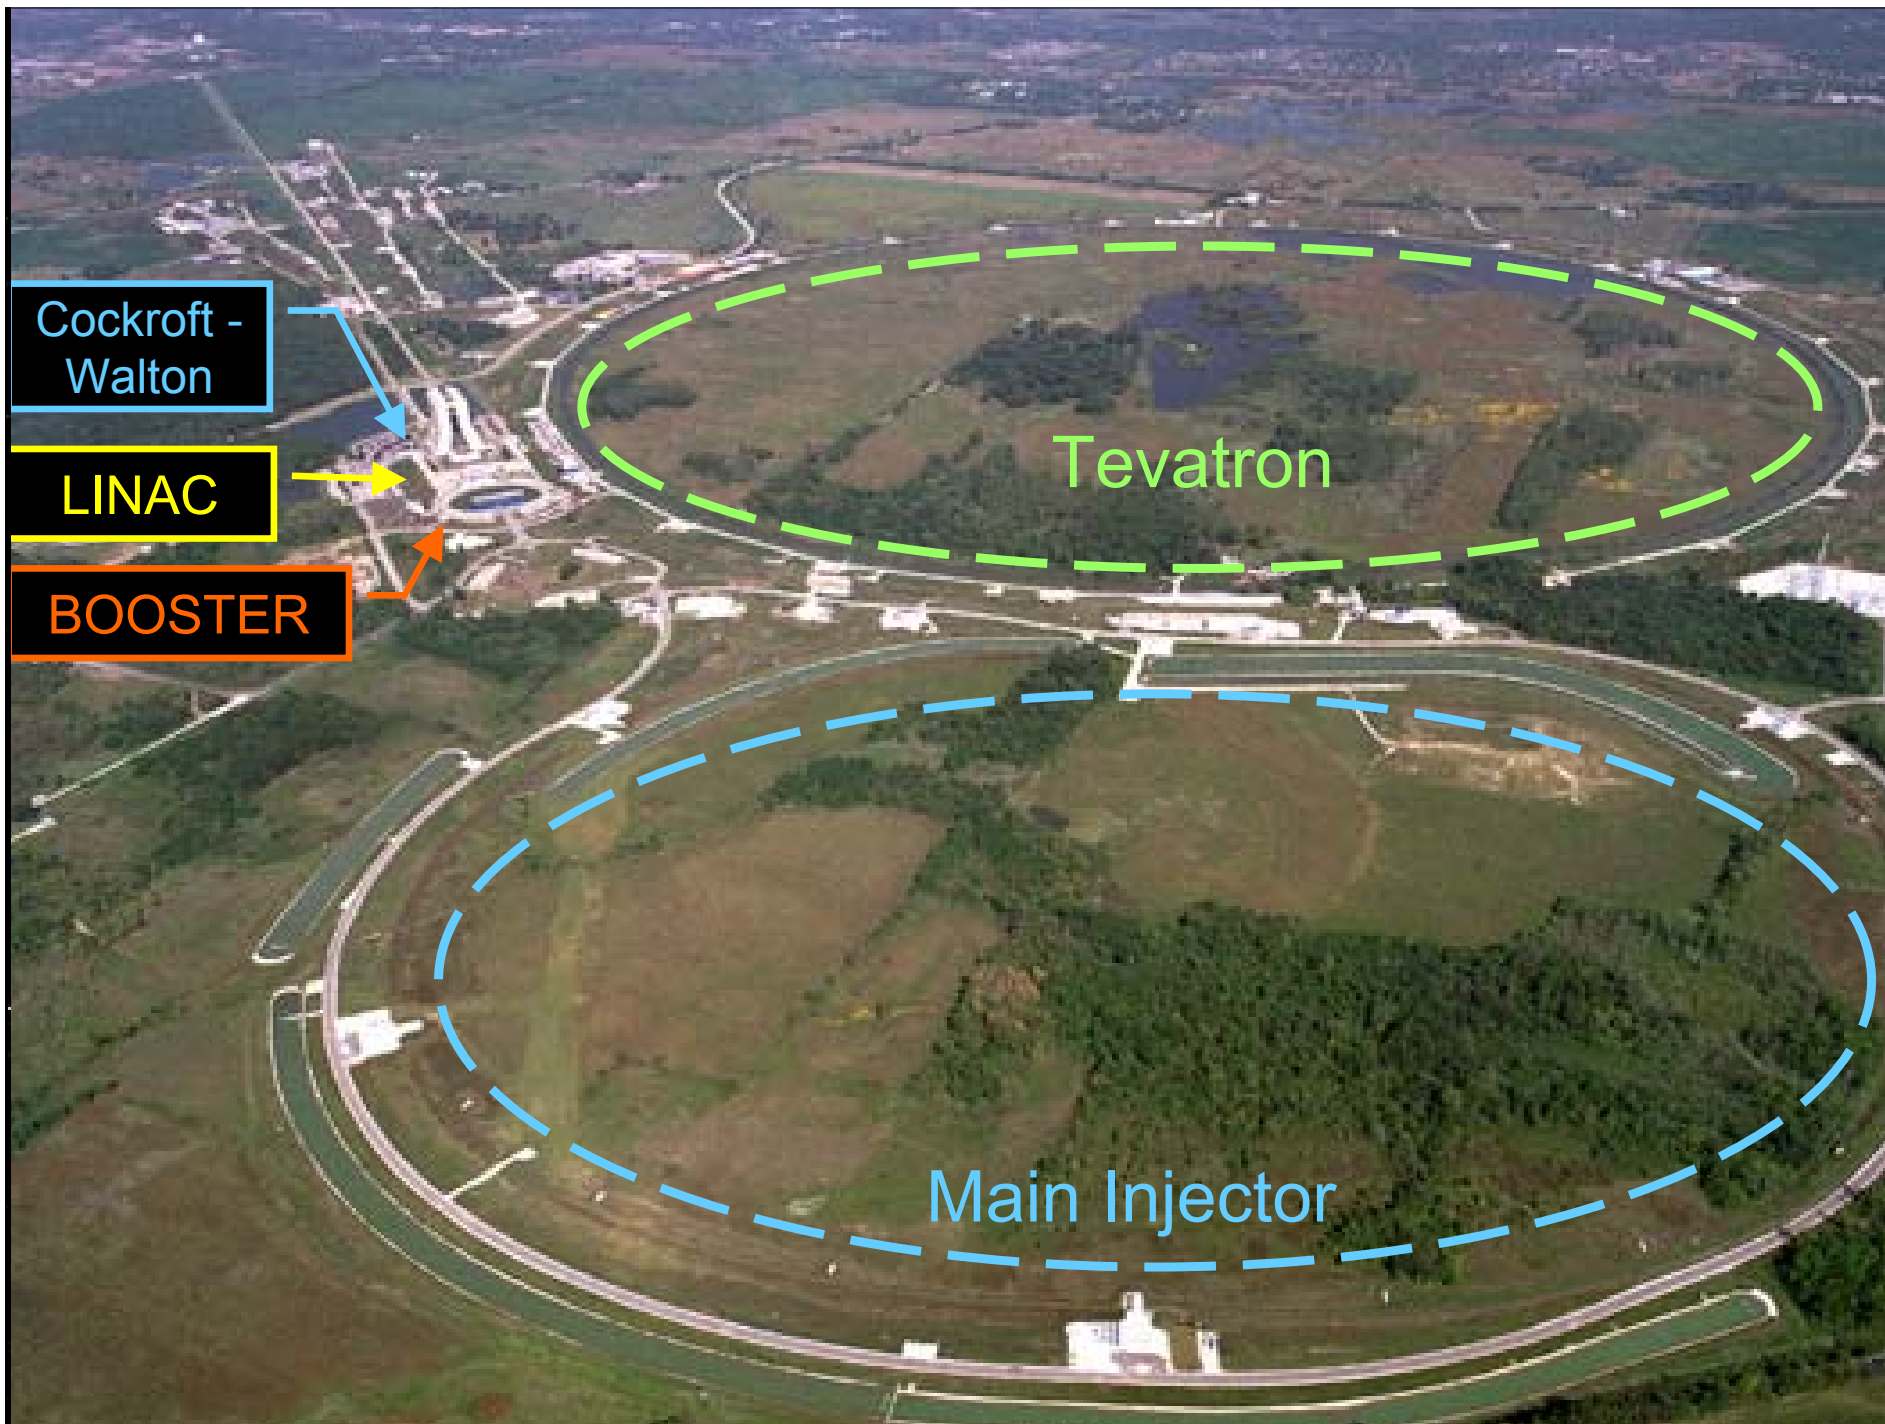 Cockroft -
Walton
LINAC
BOOSTER
Tevatron
Main Injector